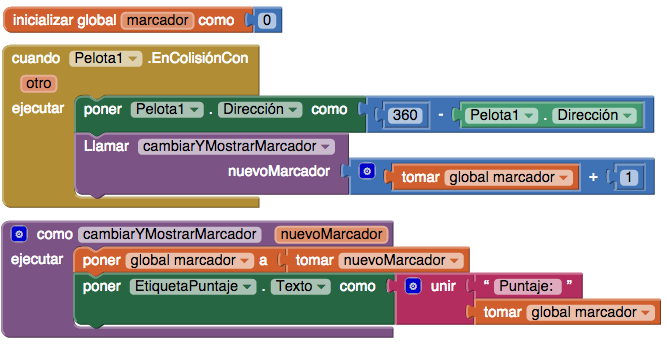 inicializar global marcador como 0
cuando Pelota1 .EnColisiónCon
otro
ejecutar poner Pelota1 . Dirección como 360 - Pelota1 . Dirección
Llamar cambiarYMostrarMarcador
nuevoMarcador tomar global marcador + 1
como cambiarYMostrarMarcador nuevoMarcador
ejecutar poner global marcador a tomar nuevoMarcador
poner EtiquetaPuntaje . Texto como unir “ Puntaje: ”
tomar global marcador